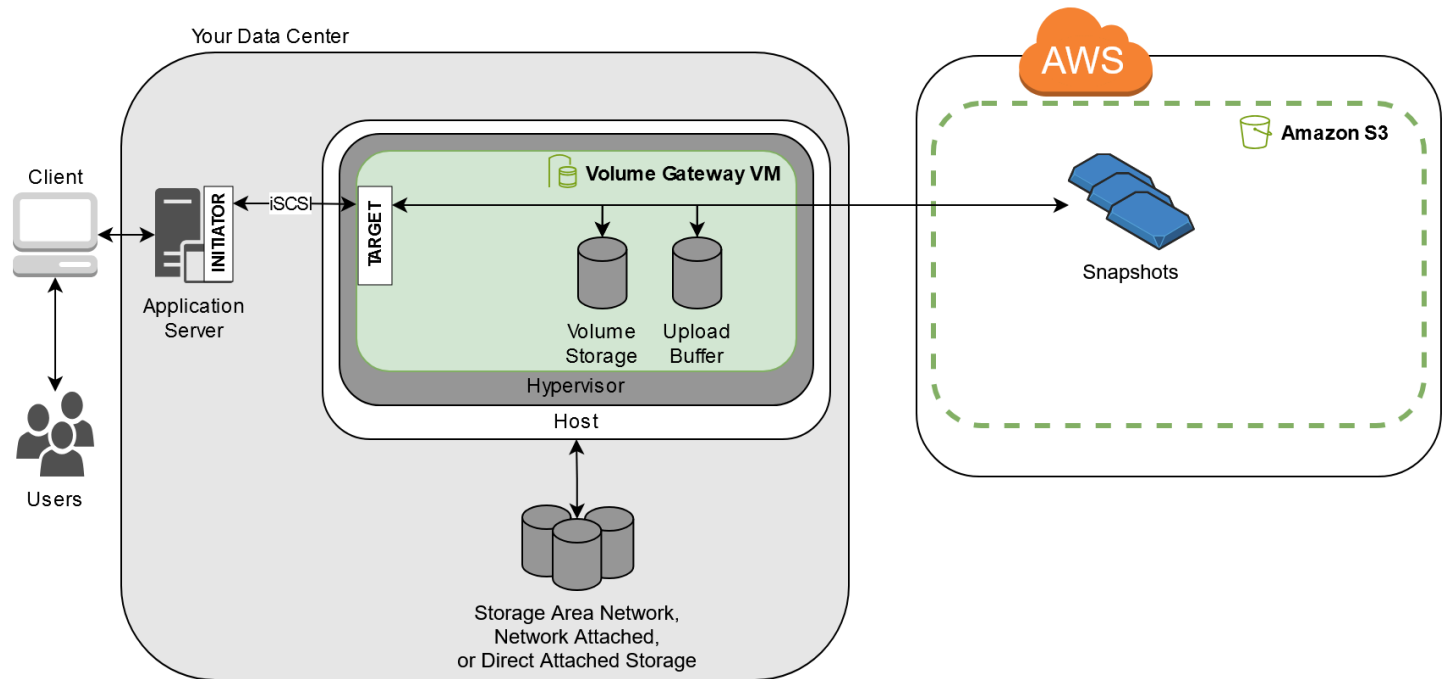 Your Data Center
AWS
Amazon S3
Volume Gateway VM
Client
INITIATOR
iSCSI
TARGET
Snapshots
Application
Server
Volume
Storage
Upload
Buffer
Hypervisor
Host
Users
Storage Area Network,
Network Attached,
or Direct Attached Storage